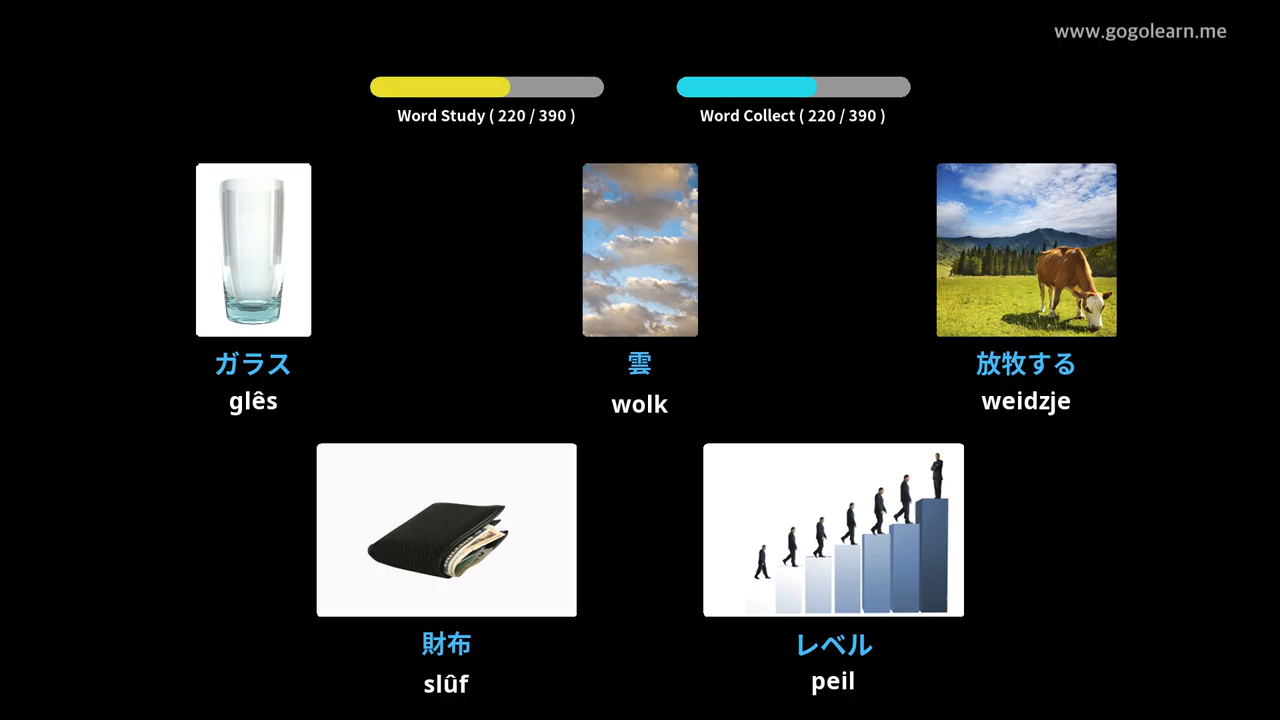 www.gogolearn.me
Word Study ( 220 / 390 )
Word Collect ( 220 / 390 )
ガラス
glês
雲
wolk
放牧する
weidzje
財布
slûf
レベル
peil